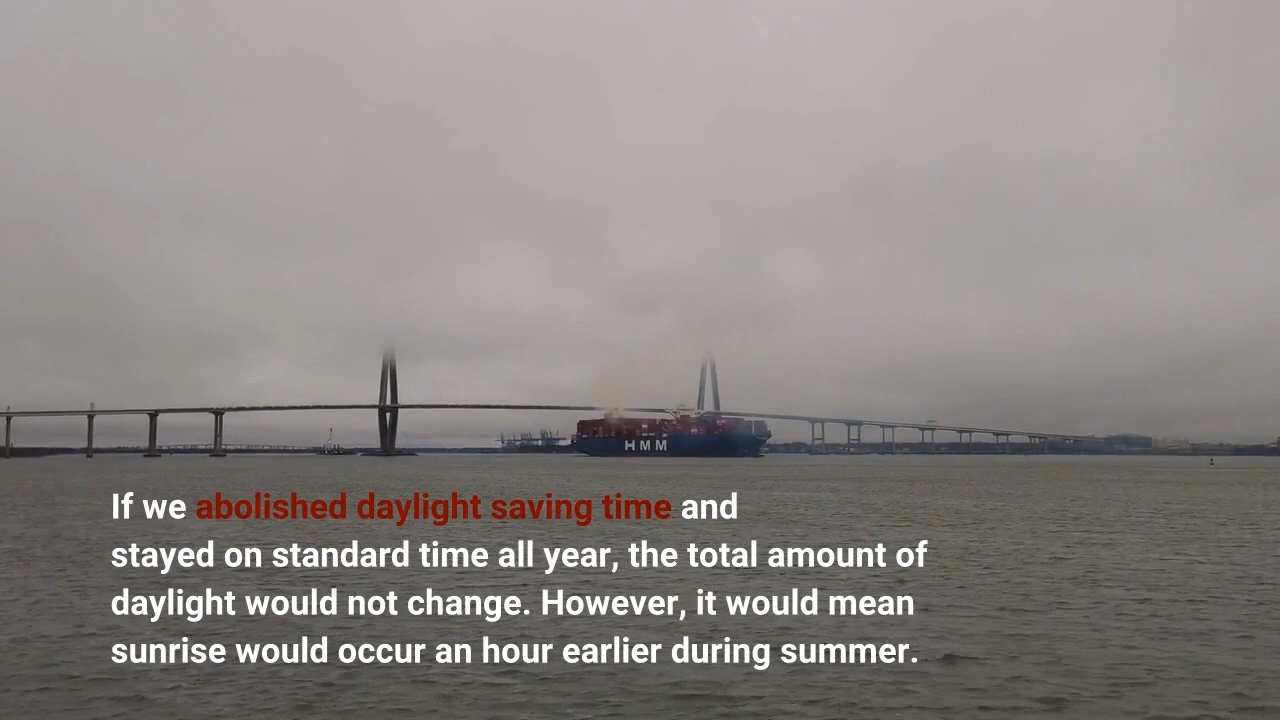 HMM
If we abolished daylight saving time and
stayed on standard time all year, the total amount of
daylight would not change. However, it would mean
sunrise would occur an hour earlier during summer.